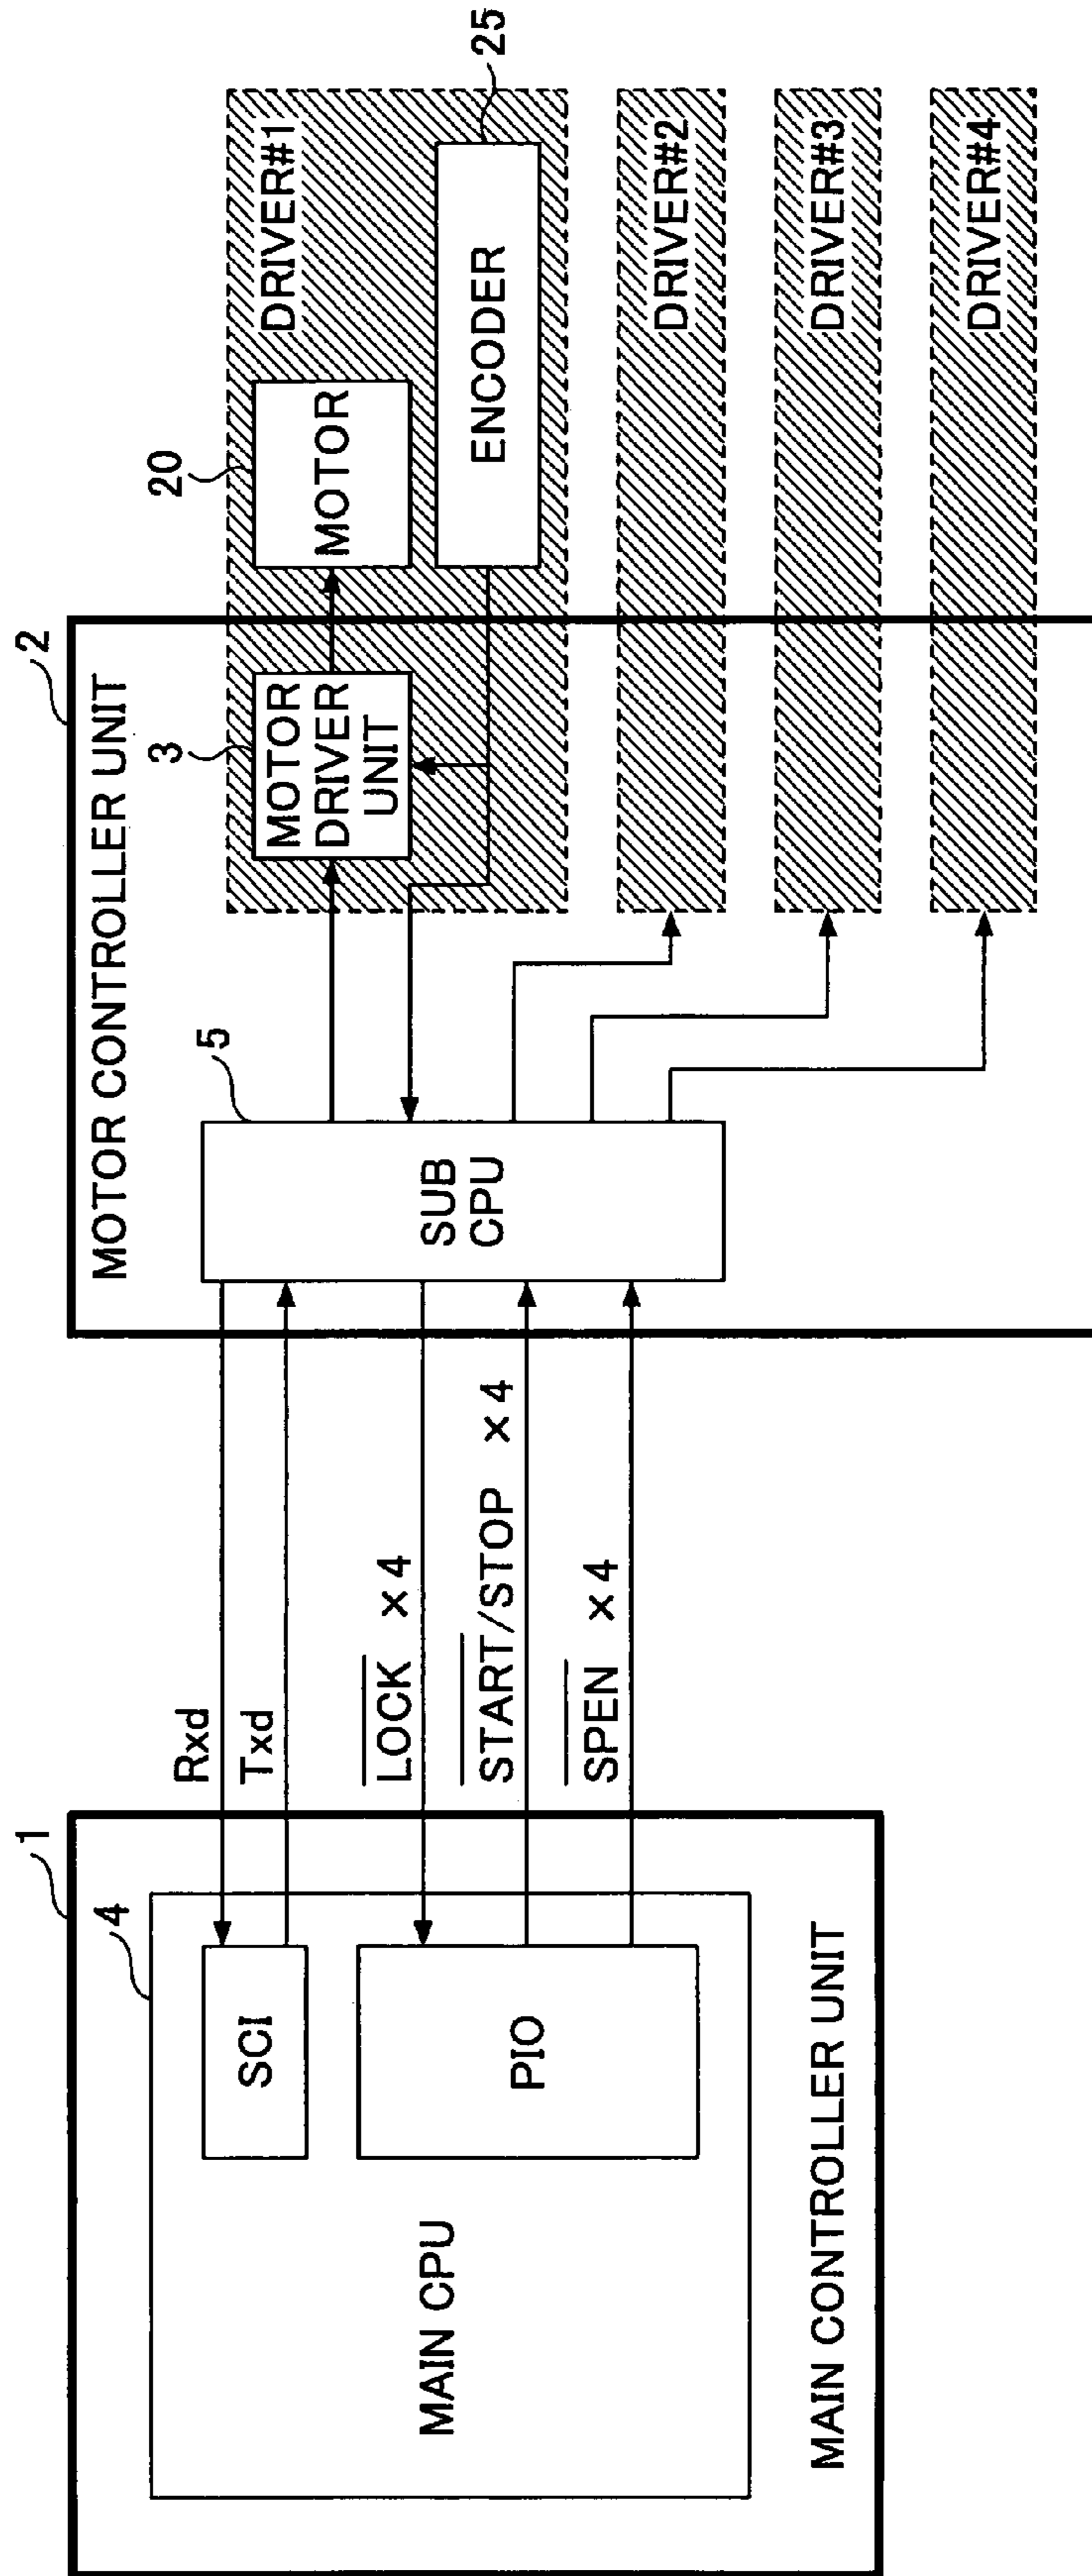 1
4
SCI
PIO
MAIN CPU
MAIN CONTROLLER UNIT
Rxd
Txd
LOCK × 4
START/STOP × 4
SPEN × 4
2
MOTOR CONTROLLER UNIT
5
SUB
CPU
3
MOTOR
DRIVER
UNIT
20
MOTOR
DRIVER#1
ENCODER
25
DRIVER#2
DRIVER#3
DRIVER#4